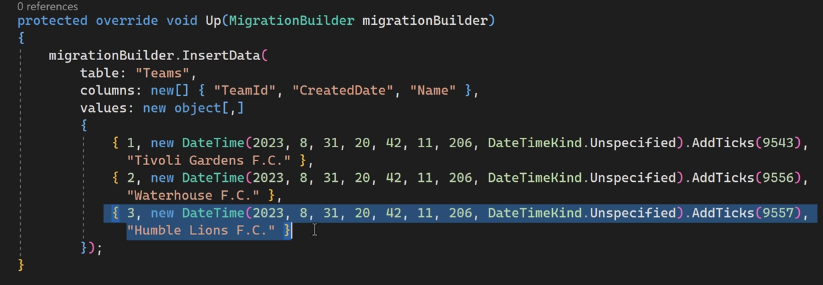 0 references
protected override void Up(MigrationBuilder migrationBuilder)
{
migrationBuilder.InsertData(
table: "Teams",
columns: new[] { "TeamId", "CreatedDate", "Name" },
values: new object[,]
{
{ 1, new DateTime(2023, 8, 31, 20, 42, 11, 206, DateTimeKind.Unspecified).AddTicks(9543),
"Tivoli Gardens F.C." },
{ 2, new DateTime(2023, 8, 31, 20, 42, 11, 206, DateTimeKind.Unspecified).AddTicks(9556),
"Waterhouse F.C." },
{ 3, new DateTime(2023, 8, 31, 20, 42, 11, 206, DateTimeKind.Unspecified).AddTicks(9557),
"Humble Lions F.C." }
});
}